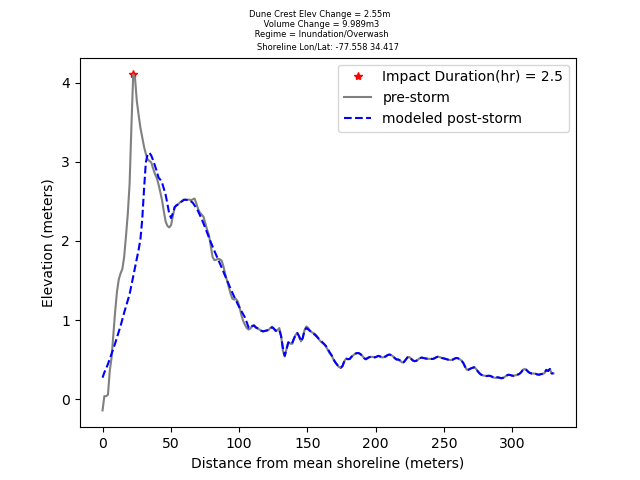 Dune Crest Elev Change = 2.55m
Volume Change = 9.989m3
Regime = Inundation/Overwash
Shoreline Lon/Lat: -77.558 34.417
Impact Duration(hr) = 2.5
pre-storm
modeled post-storm
Elevation (meters)
4
3
2
1
0
0 50 100 150 200 250 300
Distance from mean shoreline (meters)